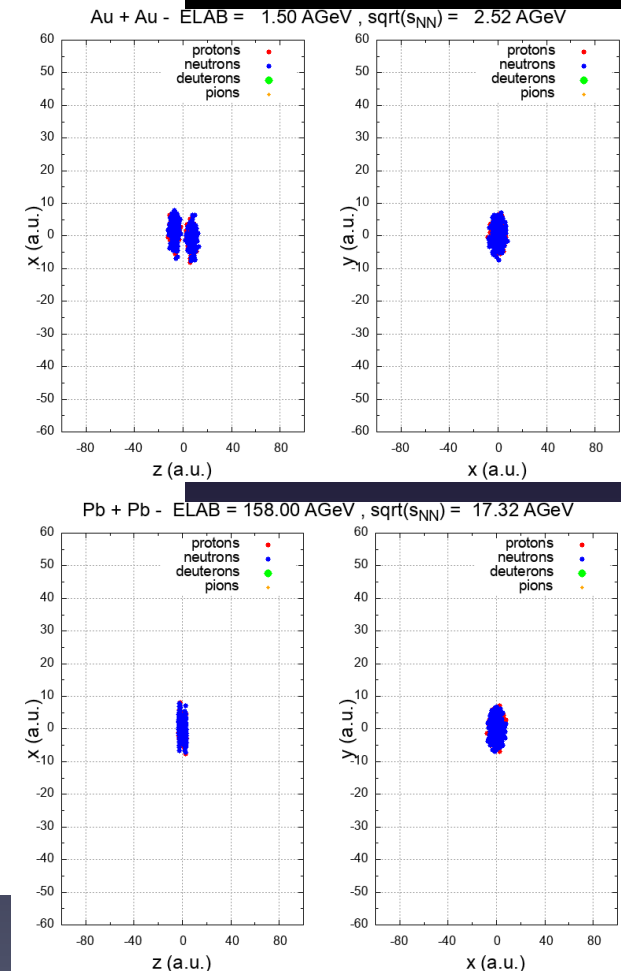 Au + Au - ELAB = 1.50 AGeV , sqrt(sNN) = 2.52 AGeV
60
50
40
30
20
10
0
-10
-20
-30
-40
-50
-60
x (a.u.)
protons
neutrons
deuterons
pions
-80 -40 0 40 80
z (a.u.)
60
50
40
30
20
10
0
-10
-20
-30
-40
-50
-60
y (a.u.)
protons
neutrons
deuterons
pions
-80 -40 0 40 80
x (a.u.)
Pb + Pb - ELAB = 158.00 AGeV , sqrt(sNN) = 17.32 AGeV
60
50
40
30
20
10
0
-10
-20
-30
-40
-50
-60
x (a.u.)
protons
neutrons
deuterons
pions
-80 -40 0 40 80
z (a.u.)
60
50
40
30
20
10
0
-10
-20
-30
-40
-50
-60
y (a.u.)
protons
neutrons
deuterons
pions
-80 -40 0 40 80
x (a.u.)